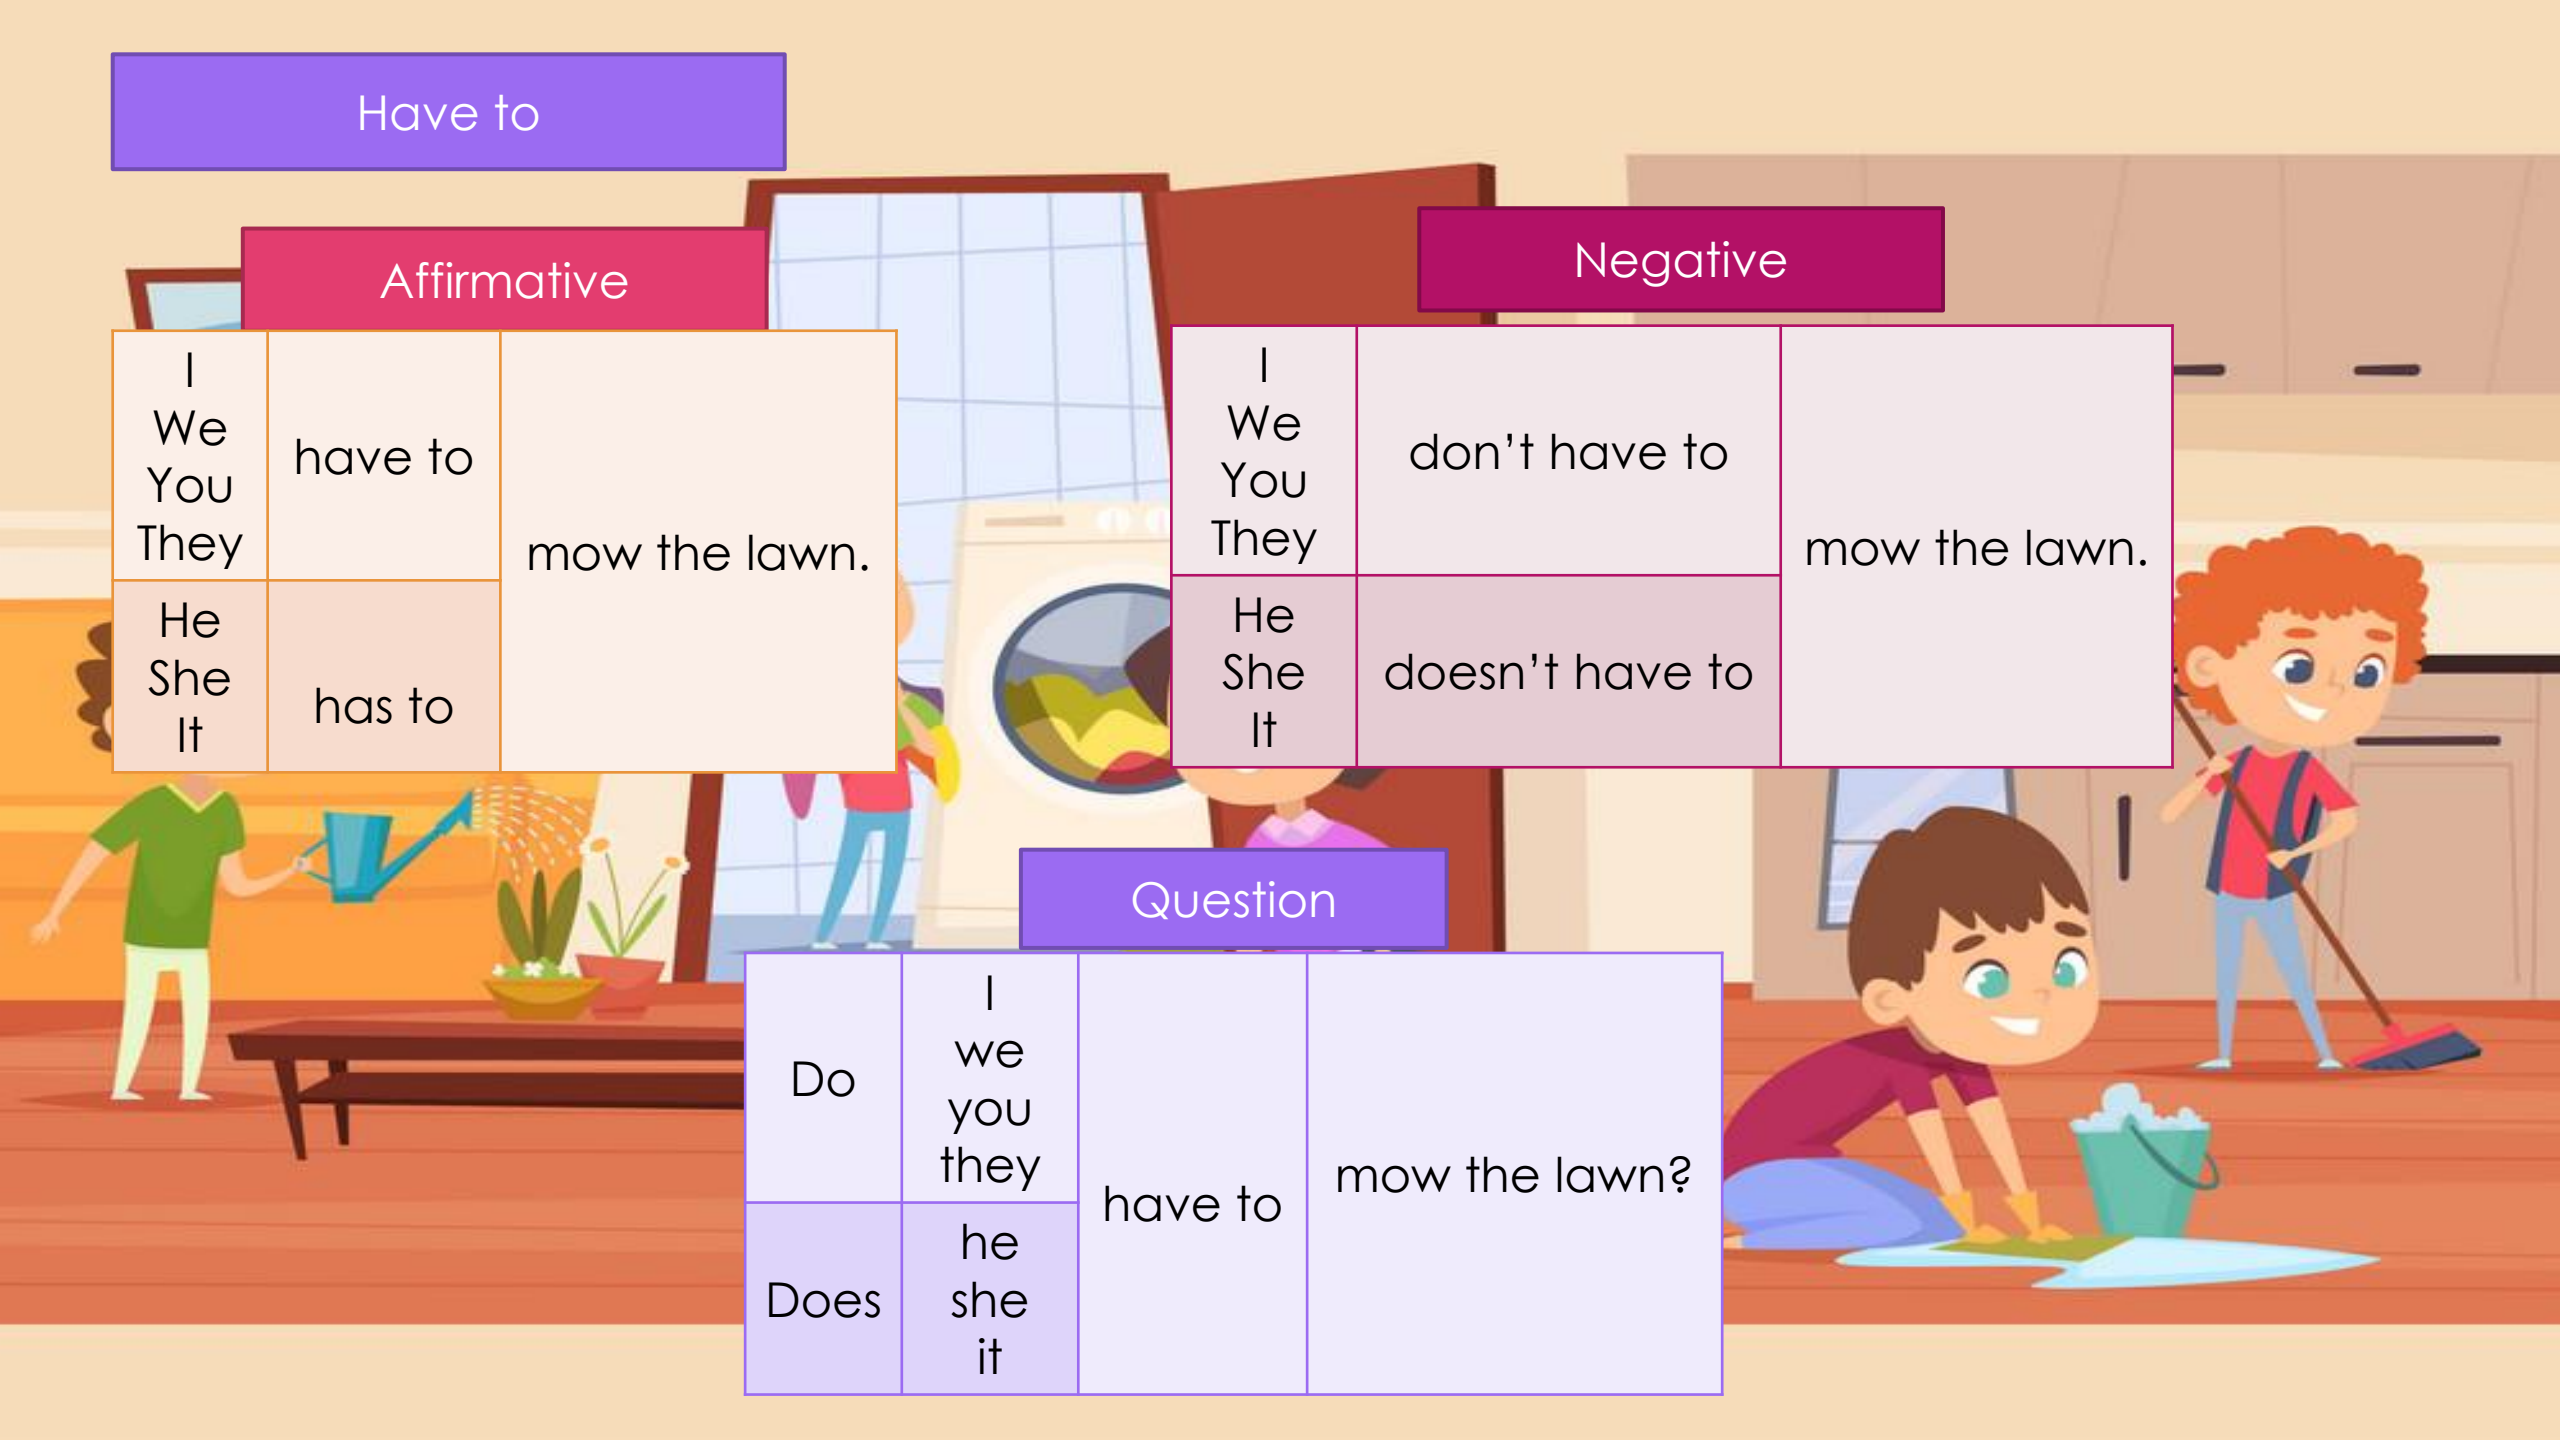 Have to
Affirmative
I
We
You
They
have to
mow the lawn.
He
She
It
has to
Negative
I
We
You
They
don’t have to
mow the lawn.
He
She
It
doesn’t have to
Question
Do
I
we
you
they
have to
mow the lawn?
Does
he
she
it